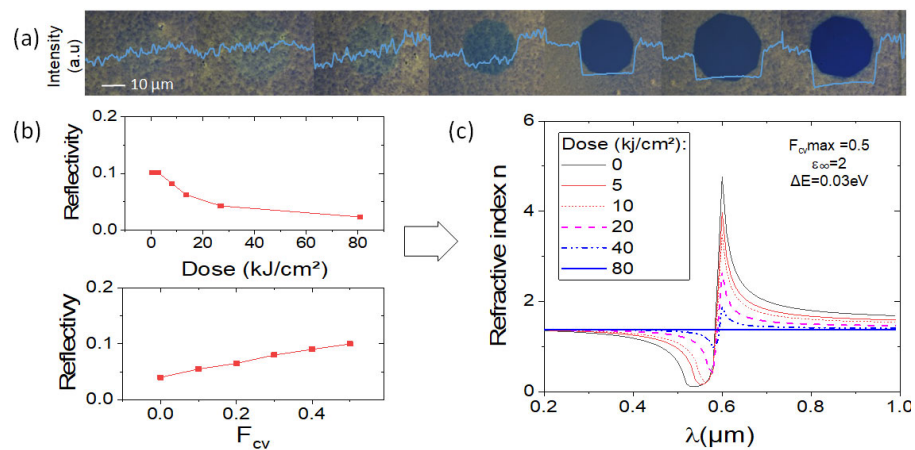 (a)
Intensity
(a.u)
10 µm
(b)
Reflectivity
0.2
0.1
0.0
0 20 40 60 80
Dose (kJ/cm²)
Reflectivy
0.2
0.1
0.0
0.0 0.2 0.4
Fcv
(c)
Refractive index n
6
4
2
0
0.2 0.4 0.6 0.8 1.0
λ(µm)
Dose (kj/cm²):
0
5
10
20
40
80
Fcvmax =0.5
ε∞=2
ΔE=0.03eV